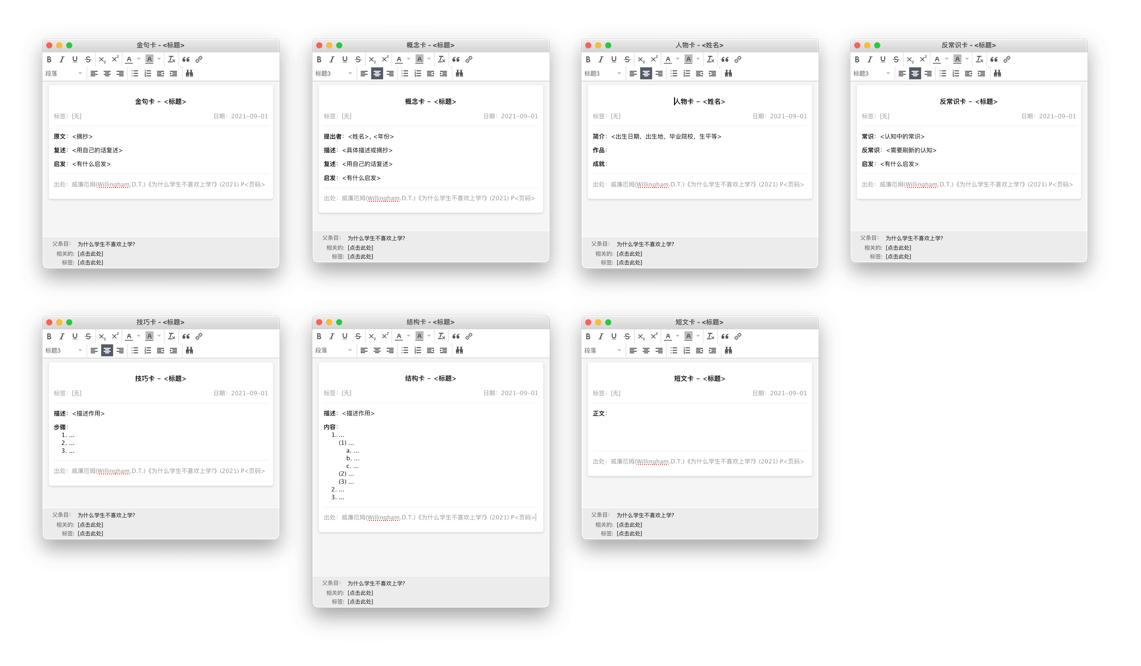 金句卡 - <标题>
B I U S X₂ X² A A Tx
段落
金句卡 - <标题>
标签: [无] 日期: 2021-09-01
原文: <摘抄>
复述: <用自己的话复述>
启发: <有什么启发>
出处: 威廉厄姆(Willingham,D.T.)《为什么学生不喜欢上学?》(2021) P<页码>
父条目: 为什么学生不喜欢上学?
相关的: [点击此处]
标签: [点击此处]
概念卡 - <标题>
B I U S X₂ X² A A Tx
标题3
概念卡 - <标题>
标签: [无] 日期: 2021-09-01
提出者: <姓名>, <年份>
描述: <具体描述或摘抄>
复述: <用自己的话复述>
启发: <有什么启发>
出处: 威廉厄姆(Willingham,D.T.)《为什么学生不喜欢上学?》(2021) P<页码>
父条目: 为什么学生不喜欢上学?
相关的: [点击此处]
标签: [点击此处]
人物卡 - <姓名>
B I U S X₂ X² A A Tx
标题3
人物卡 - <姓名>
标签: [无] 日期: 2021-09-01
简介: <出生日期, 出生地, 毕业院校, 生平等>
作品:
成就:
出处: 威廉厄姆(Willingham,D.T.)《为什么学生不喜欢上学?》(2021) P<页码>
父条目: 为什么学生不喜欢上学?
相关的: [点击此处]
标签: [点击此处]
反常识卡 - <标题>
B I U S X₂ X² A A Tx
标题3
反常识卡 - <标题>
标签: [无] 日期: 2021-09-01
常识: <认知中的常识>
反常识: <需要刷新的认知>
启发: <有什么启发>
出处: 威廉厄姆(Willingham,D.T.)《为什么学生不喜欢上学?》(2021) P<页码>
父条目: 为什么学生不喜欢上学?
相关的: [点击此处]
标签: [点击此处]
技巧卡 - <标题>
B I U S X₂ X² A A Tx
标题3
技巧卡 - <标题>
标签: [无] 日期: 2021-09-01
描述: <描述作用>
步骤:
1. ...
2. ...
3. ...
出处: 威廉厄姆(Willingham,D.T.)《为什么学生不喜欢上学?》(2021) P<页码>
父条目: 为什么学生不喜欢上学?
相关的: [点击此处]
标签: [点击此处]
结构卡 - <标题>
B I U S X₂ X² A A Tx
段落
结构卡 - <标题>
标签: [无] 日期: 2021-09-01
描述: <描述作用>
内容:
1. ...
(1) ...
a. ...
b. ...
c. ...
(2) ...
(3) ...
2. ...
3. ...
出处: 威廉厄姆(Willingham,D.T.)《为什么学生不喜欢上学?》(2021) P<页码>
父条目: 为什么学生不喜欢上学?
相关的: [点击此处]
标签: [点击此处]
短文卡 - <标题>
B I U S X₂ X² A A Tx
段落
短文卡 - <标题>
标签: [无] 日期: 2021-09-01
正文:
出处: 威廉厄姆(Willingham,D.T.)《为什么学生不喜欢上学?》(2021) P<页码>
父条目: 为什么学生不喜欢上学?
相关的: [点击此处]
标签: [点击此处]